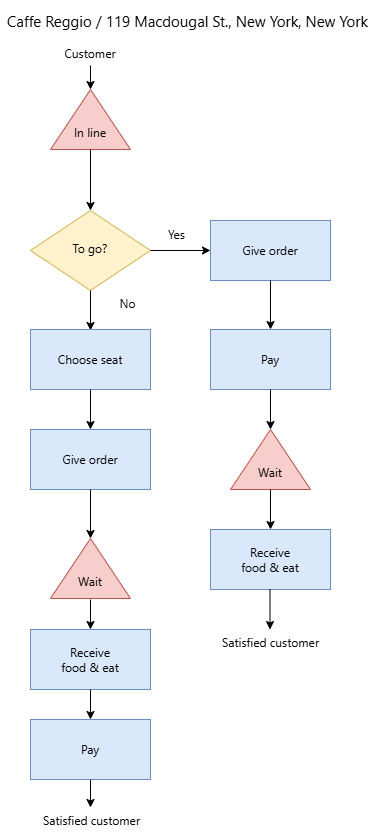 Caffe Reggio / 119 Macdougal St., New York, New York
Customer
In line
To go?
Yes
Give order
No
Choose seat
Pay
Give order
Wait
Wait
Receive
food & eat
Satisfied customer
Receive
food & eat
Pay
Satisfied customer